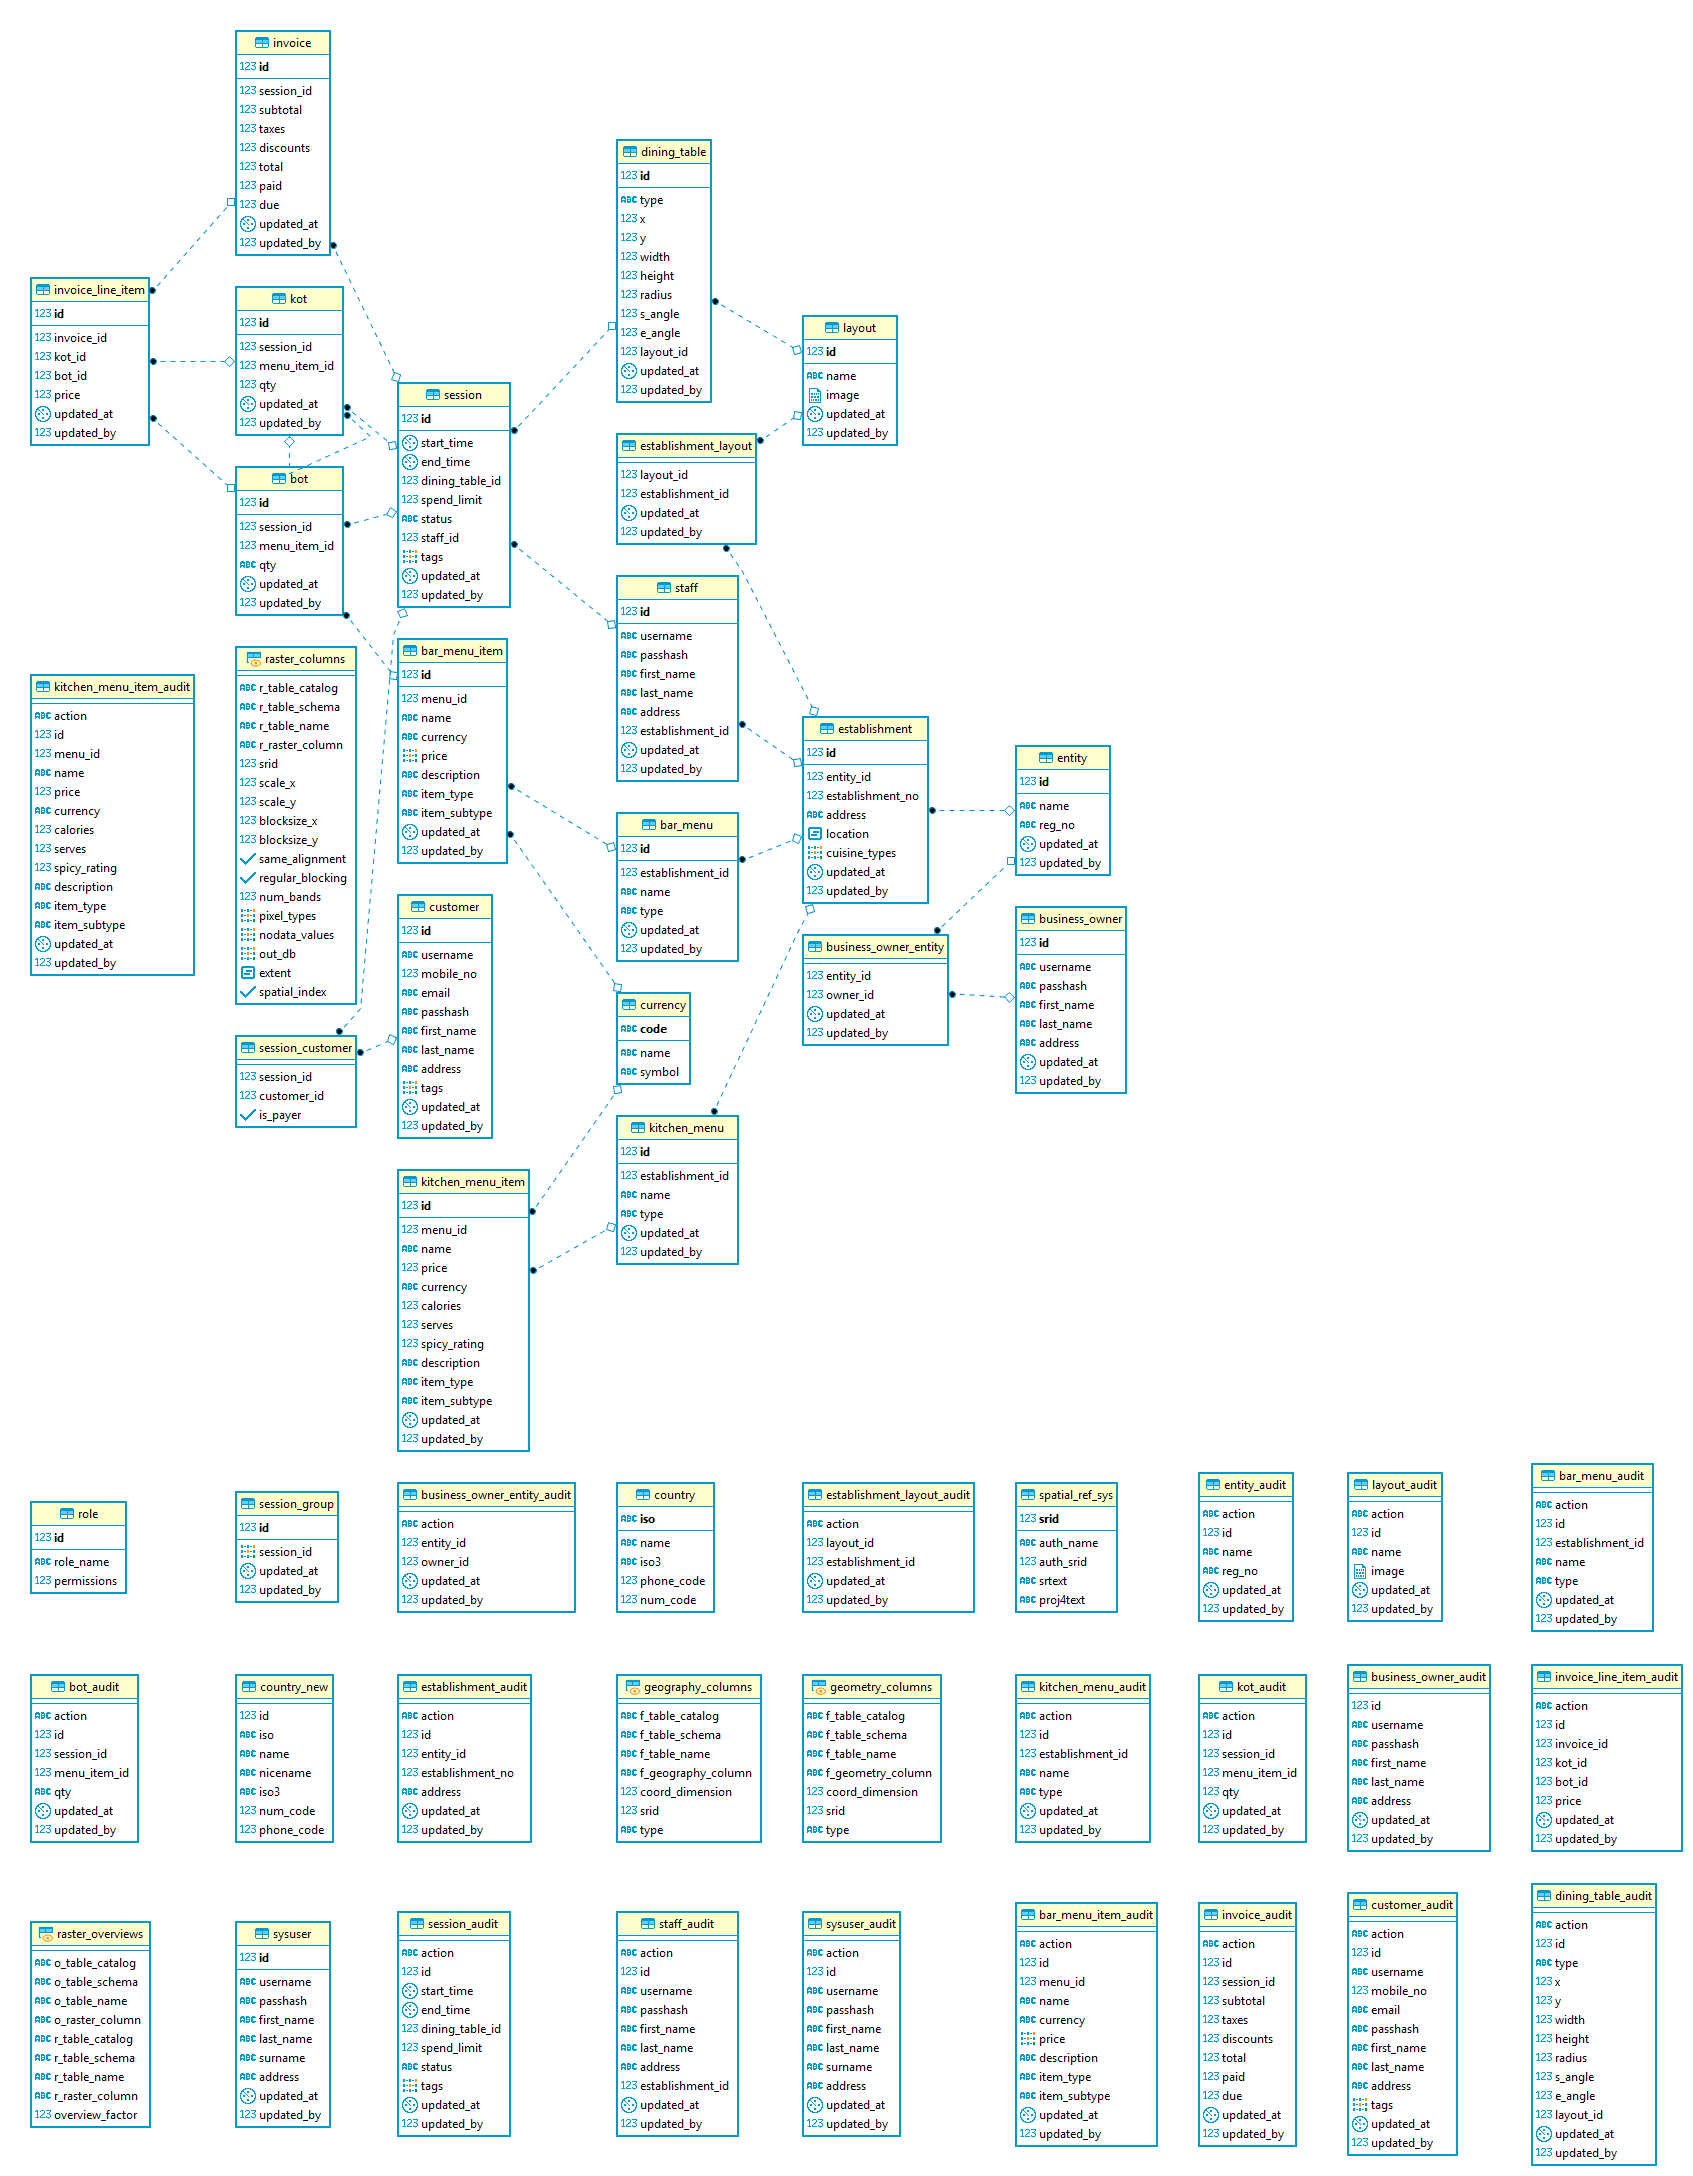 invoice
123 id
123 session_id
123 subtotal
123 taxes
123 discounts
123 total
123 paid
123 due
updated_at
123 updated_by
dining_table
123 id
ABC type
123 x
123 y
123 width
123 height
123 radius
123 s_angle
123 e_angle
123 layout_id
updated_at
123 updated_by
invoice_line_item
123 id
123 invoice_id
123 kot_id
123 bot_id
123 price
updated_at
123 updated_by
kot
123 id
123 session_id
123 menu_item_id
123 qty
updated_at
123 updated_by
layout
123 id
ABC name
image
updated_at
123 updated_by
session
123 id
start_time
end_time
123 dining_table_id
123 spend_limit
ABC status
123 staff_id
tags
updated_at
123 updated_by
establishment_layout
123 layout_id
123 establishment_id
updated_at
123 updated_by
bot
123 id
123 session_id
123 menu_item_id
ABC qty
updated_at
123 updated_by
staff
123 id
ABC username
ABC passhash
ABC first_name
ABC last_name
ABC address
123 establishment_id
updated_at
123 updated_by
kitchen_menu_item_audit
ABC action
123 id
123 menu_id
ABC name
123 price
ABC currency
123 calories
123 serves
123 spicy_rating
ABC description
ABC item_type
ABC item_subtype
updated_at
123 updated_by
raster_columns
ABC r_table_catalog
ABC r_table_schema
ABC r_table_name
ABC r_raster_column
123 srid
123 scale_x
123 scale_y
123 blocksize_x
123 blocksize_y
same_alignment
regular_blocking
123 num_bands
pixel_types
nodata_values
out_db
extent
spatial_index
bar_menu_item
123 id
123 menu_id
ABC name
ABC currency
price
ABC description
ABC item_type
ABC item_subtype
updated_at
123 updated_by
establishment
123 id
123 entity_id
123 establishment_no
ABC address
location
cuisine_types
updated_at
123 updated_by
entity
123 id
ABC name
ABC reg_no
updated_at
123 updated_by
bar_menu
123 id
123 establishment_id
ABC name
ABC type
updated_at
123 updated_by
customer
123 id
ABC username
123 mobile_no
ABC email
ABC passhash
ABC first_name
ABC last_name
ABC address
tags
updated_at
123 updated_by
business_owner_entity
123 entity_id
123 owner_id
updated_at
123 updated_by
business_owner
123 id
ABC username
ABC passhash
ABC first_name
ABC last_name
ABC address
updated_at
123 updated_by
currency
ABC code
ABC name
ABC symbol
session_customer
123 session_id
123 customer_id
is_payer
kitchen_menu
123 id
123 establishment_id
ABC name
ABC type
updated_at
123 updated_by
kitchen_menu_item
123 id
123 menu_id
ABC name
123 price
ABC currency
123 calories
123 serves
123 spicy_rating
ABC description
ABC item_type
ABC item_subtype
updated_at
123 updated_by
role
123 id
ABC role_name
123 permissions
session_group
123 id
session_id
updated_at
123 updated_by
business_owner_entity_audit
ABC action
123 entity_id
123 owner_id
updated_at
123 updated_by
country
ABC iso
ABC name
ABC iso3
123 phone_code
123 num_code
establishment_layout_audit
ABC action
123 layout_id
123 establishment_id
updated_at
123 updated_by
spatial_ref_sys
123 srid
ABC auth_name
123 auth_srid
ABC srtext
ABC proj4text
entity_audit
ABC action
123 id
ABC name
ABC reg_no
updated_at
123 updated_by
layout_audit
ABC action
123 id
ABC name
image
updated_at
123 updated_by
bar_menu_audit
ABC action
123 id
123 establishment_id
ABC name
ABC type
updated_at
123 updated_by
bot_audit
ABC action
123 id
123 session_id
123 menu_item_id
ABC qty
updated_at
123 updated_by
country_new
123 id
ABC iso
ABC name
ABC nicename
ABC iso3
123 num_code
123 phone_code
establishment_audit
ABC action
123 id
123 entity_id
123 establishment_no
ABC address
updated_at
123 updated_by
geography_columns
ABC f_table_catalog
ABC f_table_schema
ABC f_table_name
ABC f_geography_column
123 coord_dimension
123 srid
ABC type
geometry_columns
ABC f_table_catalog
ABC f_table_schema
ABC f_table_name
ABC f_geometry_column
123 coord_dimension
123 srid
ABC type
kitchen_menu_audit
ABC action
123 id
123 establishment_id
ABC name
ABC type
updated_at
123 updated_by
kot_audit
ABC action
123 id
123 session_id
123 menu_item_id
123 qty
updated_at
123 updated_by
business_owner_audit
123 id
ABC username
ABC passhash
ABC first_name
ABC last_name
ABC address
updated_at
123 updated_by
invoice_line_item_audit
ABC action
123 id
123 invoice_id
123 kot_id
123 bot_id
123 price
updated_at
123 updated_by
raster_overviews
ABC o_table_catalog
ABC o_table_schema
ABC o_table_name
ABC o_raster_column
ABC r_table_catalog
ABC r_table_schema
ABC r_table_name
ABC r_raster_column
123 overview_factor
sysuser
123 id
ABC username
ABC passhash
ABC first_name
ABC last_name
ABC surname
ABC address
updated_at
123 updated_by
session_audit
ABC action
123 id
start_time
end_time
123 dining_table_id
123 spend_limit
ABC status
tags
updated_at
123 updated_by
staff_audit
ABC action
123 id
ABC username
ABC passhash
ABC first_name
ABC last_name
ABC address
123 establishment_id
updated_at
123 updated_by
sysuser_audit
ABC action
123 id
ABC username
ABC passhash
ABC first_name
ABC last_name
ABC surname
ABC address
updated_at
123 updated_by
bar_menu_item_audit
ABC action
123 id
123 menu_id
ABC name
ABC currency
price
ABC description
ABC item_type
ABC item_subtype
updated_at
123 updated_by
invoice_audit
ABC action
123 id
123 session_id
123 subtotal
123 taxes
123 discounts
123 total
123 paid
123 due
updated_at
123 updated_by
customer_audit
ABC action
123 id
ABC username
123 mobile_no
ABC email
ABC passhash
ABC first_name
ABC last_name
ABC address
tags
updated_at
123 updated_by
dining_table_audit
ABC action
123 id
ABC type
123 x
123 y
123 width
123 height
123 radius
123 s_angle
123 e_angle
123 layout_id
updated_at
123 updated_by